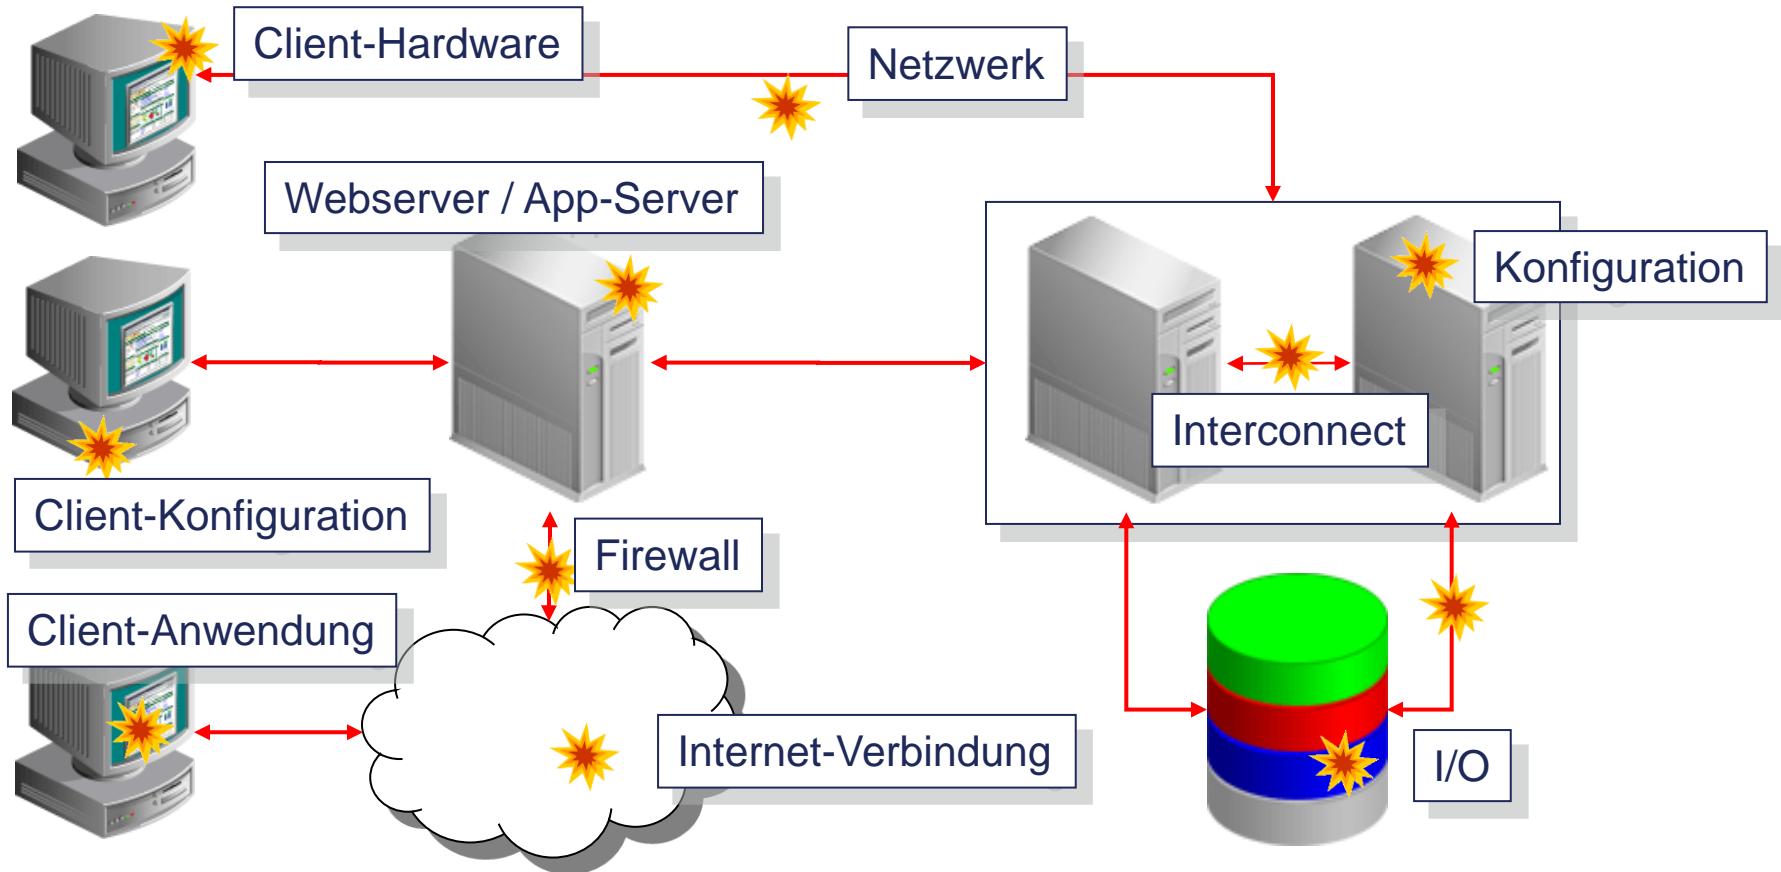 Client-Hardware
Netzwerk
Webserver / App-Server
Konfiguration
Interconnect
Client-Konfiguration
Firewall
Client-Anwendung
Internet-Verbindung
I/O